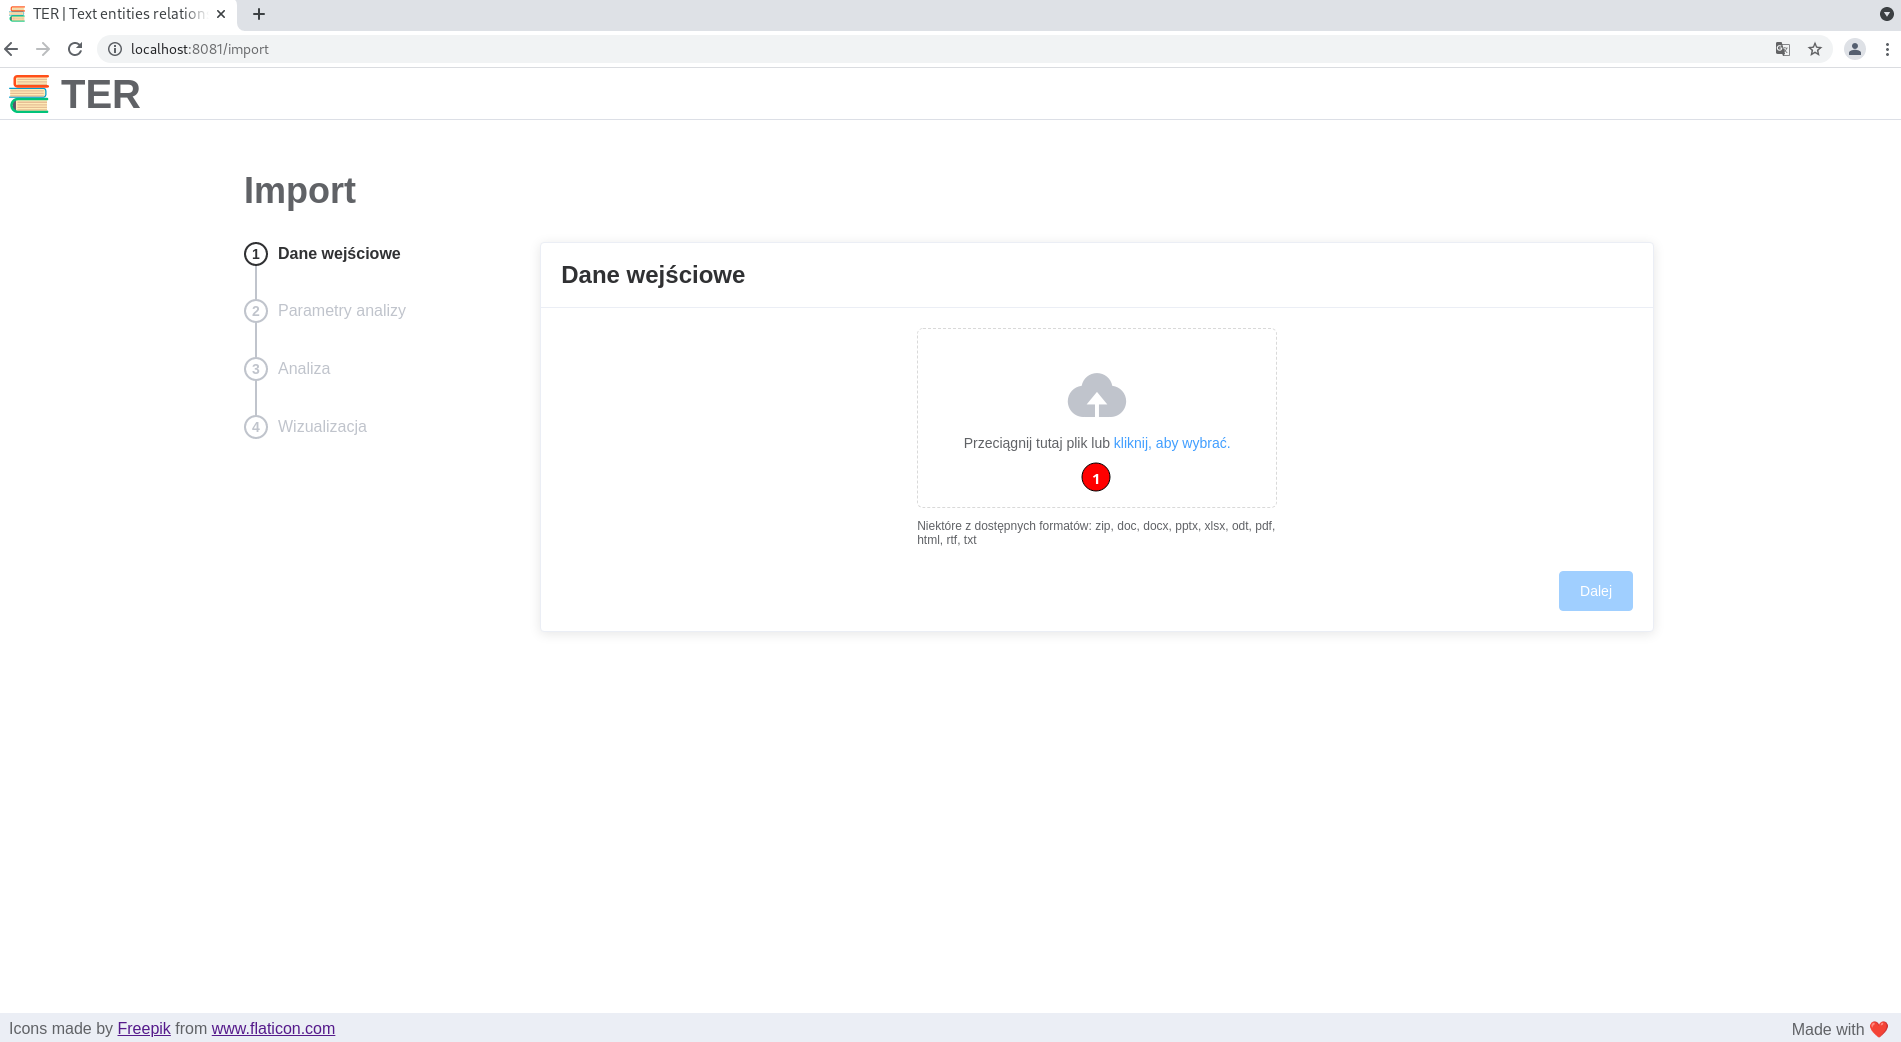 TER | Text entities relation
localhost:8081/import
TER
Import
1 Dane wejściowe
2 Parametry analizy
3 Analiza
4 Wizualizacja
Dane wejściowe
Przeciągnij tutaj plik lub kliknij, aby wybrać.
1
Niektóre z dostępnych formatów: zip, doc, docx, pptx, xlsx, odt, pdf,
html, rtf, txt
Dalej
Icons made by Freepik from www.flaticon.com
Made with ❤️